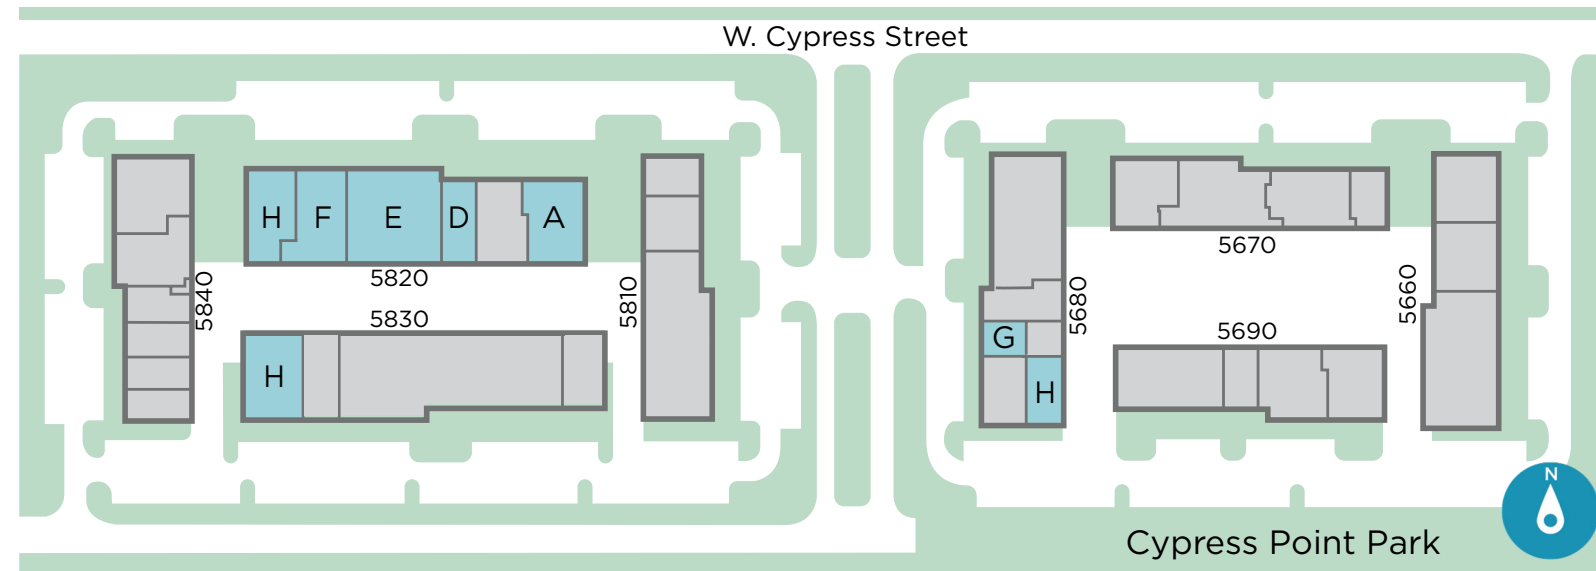 W. Cypress Street
H F E D A
5820
5840
5810
5830
H
5670
5680
5660
5690
G
H
N
Cypress Point Park